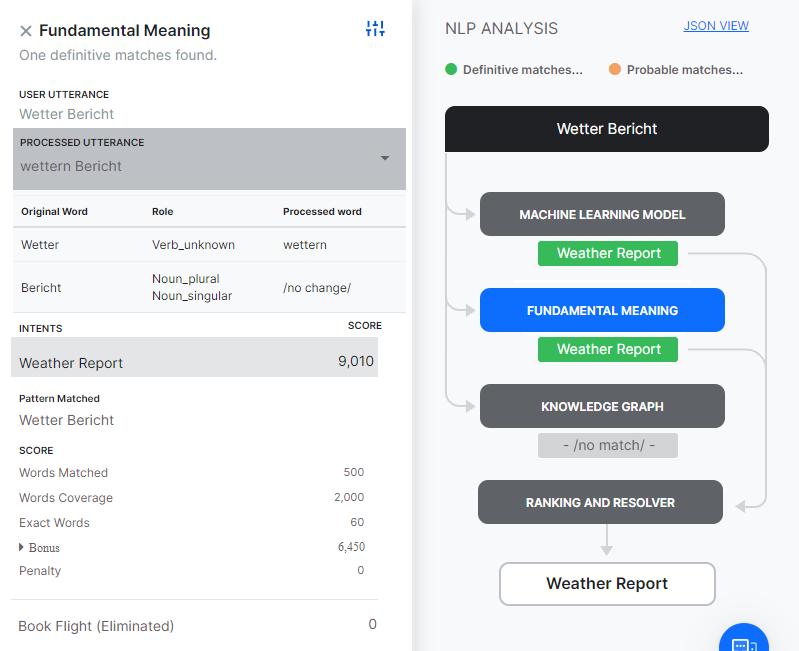 Fundamental Meaning
One definitive matches found.
USER UTTERANCE
Wetter Bericht
PROCESSED UTTERANCE
wettern Bericht
Original Word Role Processed word
Wetter Verb_unknown wettern
Bericht Noun_plural Noun_singular /no change/
INTENTS SCORE
Weather Report 9,010
Pattern Matched
Wetter Bericht
SCORE
Words Matched 500
Words Coverage 2,000
Exact Words 60
Bonus 6,450
Penalty 0
Book Flight (Eliminated) 0
NLP ANALYSIS JSON VIEW
Definitive matches... Probable matches...
Wetter Bericht
MACHINE LEARNING MODEL
Weather Report
FUNDAMENTAL MEANING
Weather Report
KNOWLEDGE GRAPH
- /no match/ -
RANKING AND RESOLVER
Weather Report